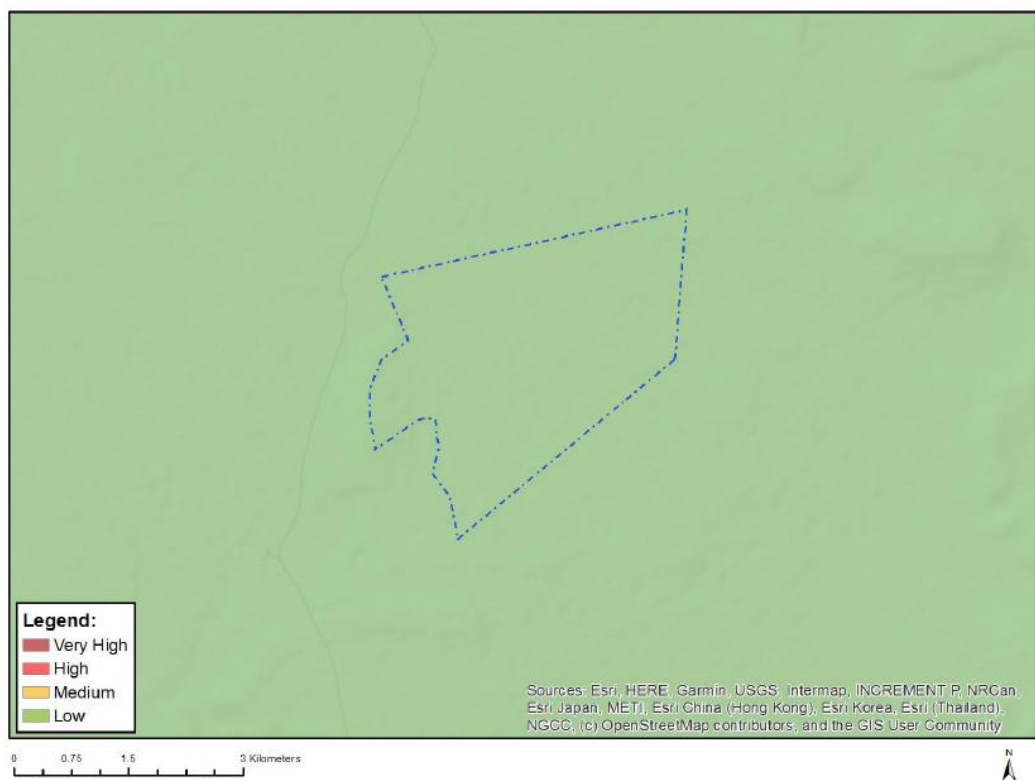 Legend:
Very High
High
Medium
Low
Sources: Esri, HERE, Garmin, USGS, Intermap, INCREMENT P, NRCan,
Esri Japan, METI, Esri China (Hong Kong), Esri Korea, Esri (Thailand),
NGCC, (c) OpenStreetMap contributors, and the GIS User Community
0 0.75 1.5 3 Kilometers
N